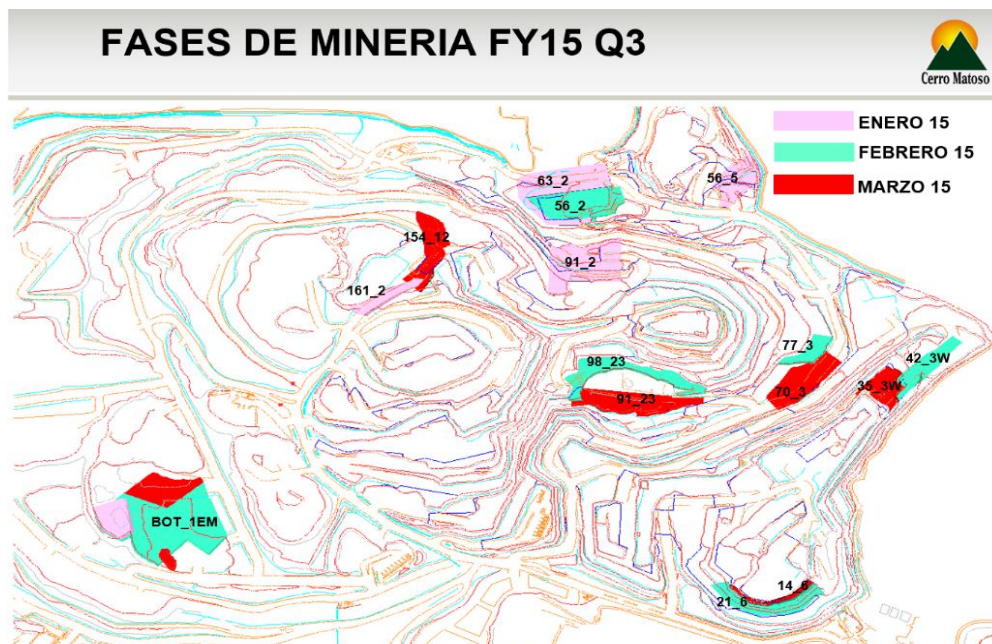 FASES DE MINERIA FY15 Q3
Cerro Matoso
ENERO 15
FEBRERO 15
MARZO 15
63_2
56_5
56_2
154_12
91_2
161_2
77_3
42_3W
98_23
35_3W
70_3
91_23
BOT_1EM
14_6
21_6